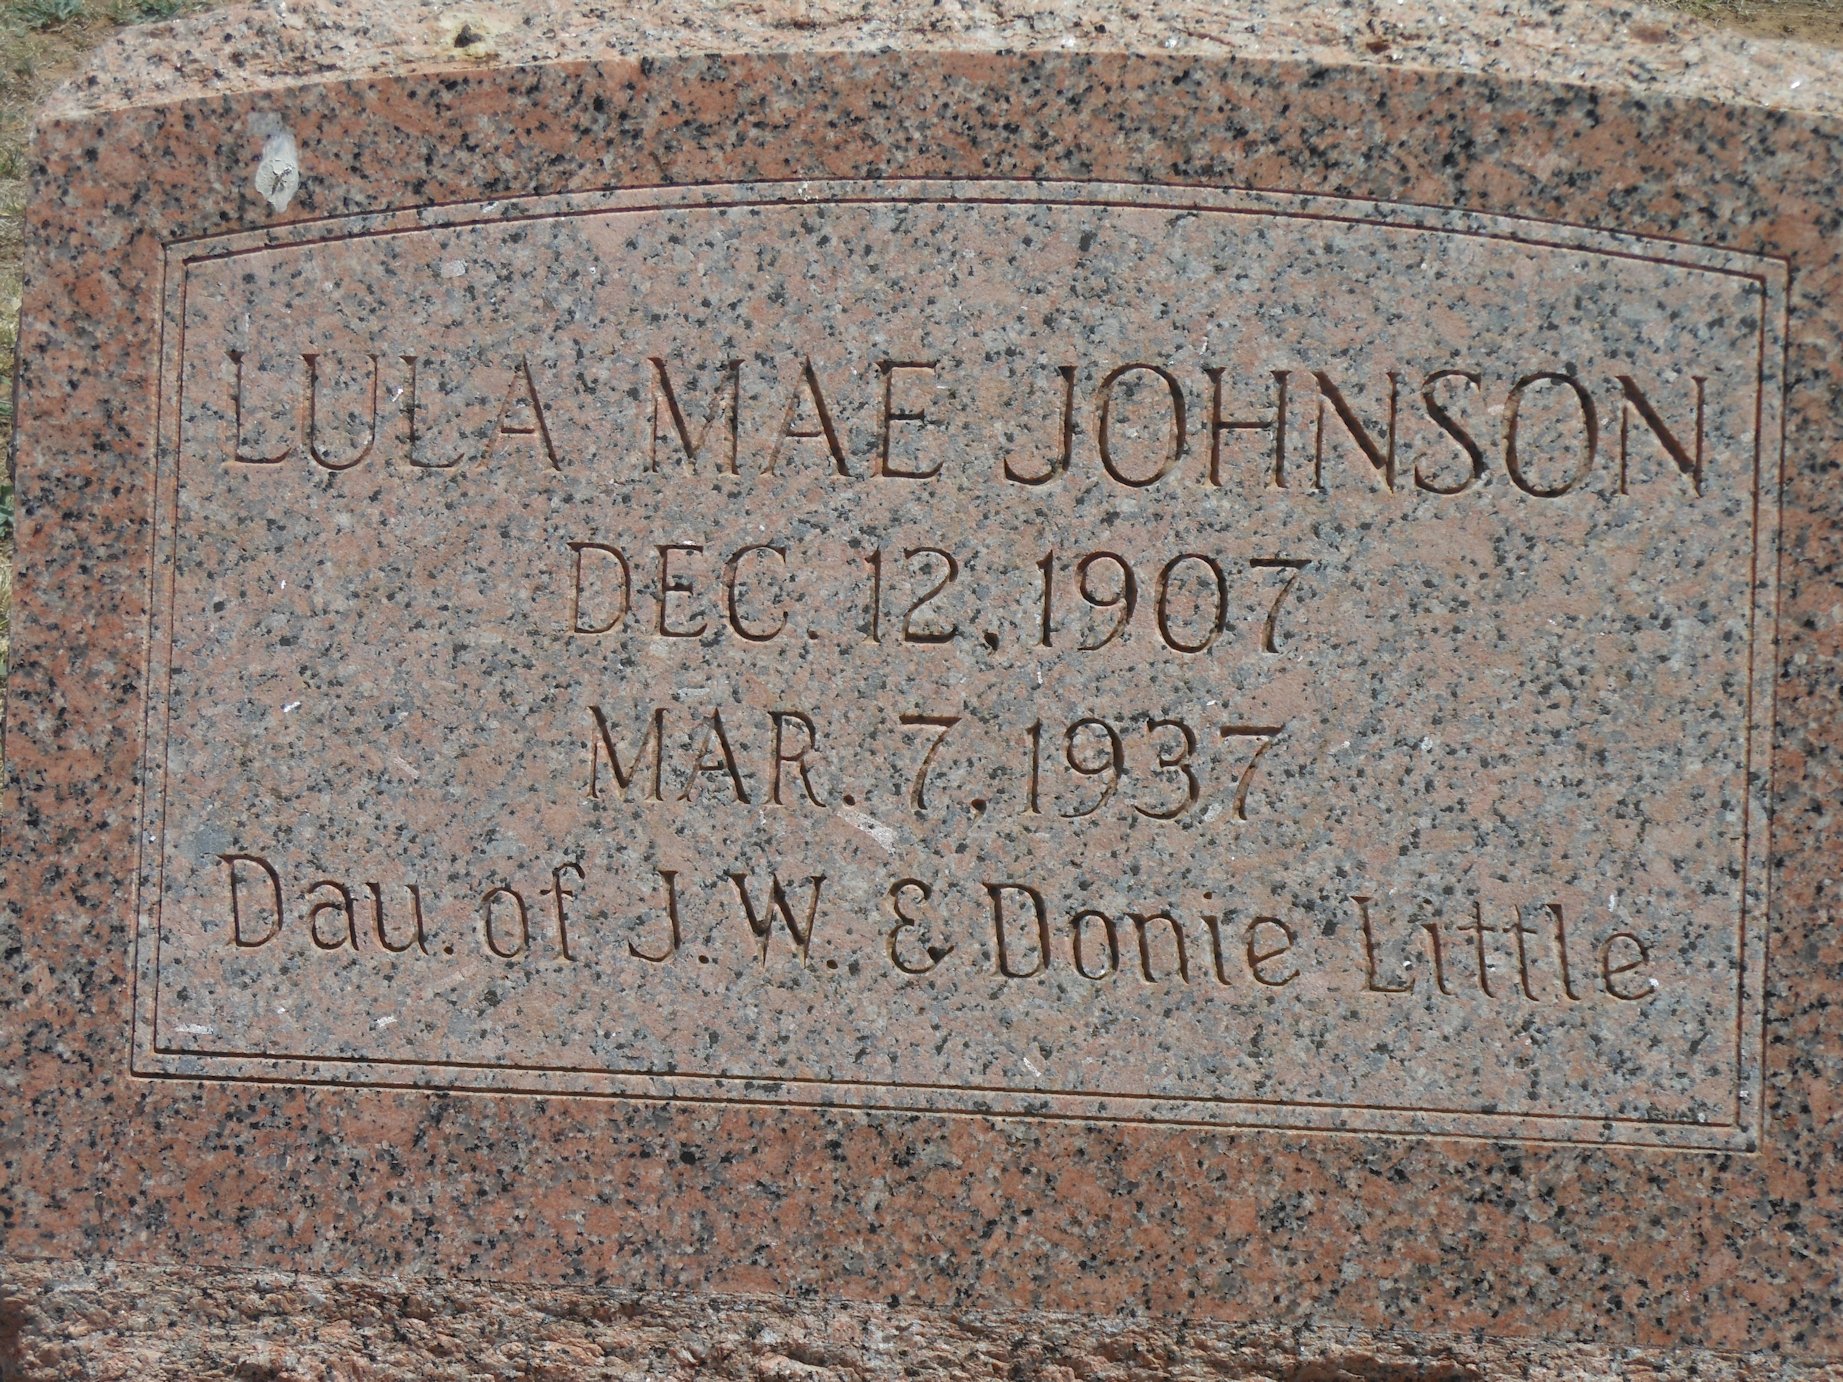 LULA MAE JOHNSON
DEC. 12, 1907
MAR. 7, 1937
Dau. of J.W. & Donie Little